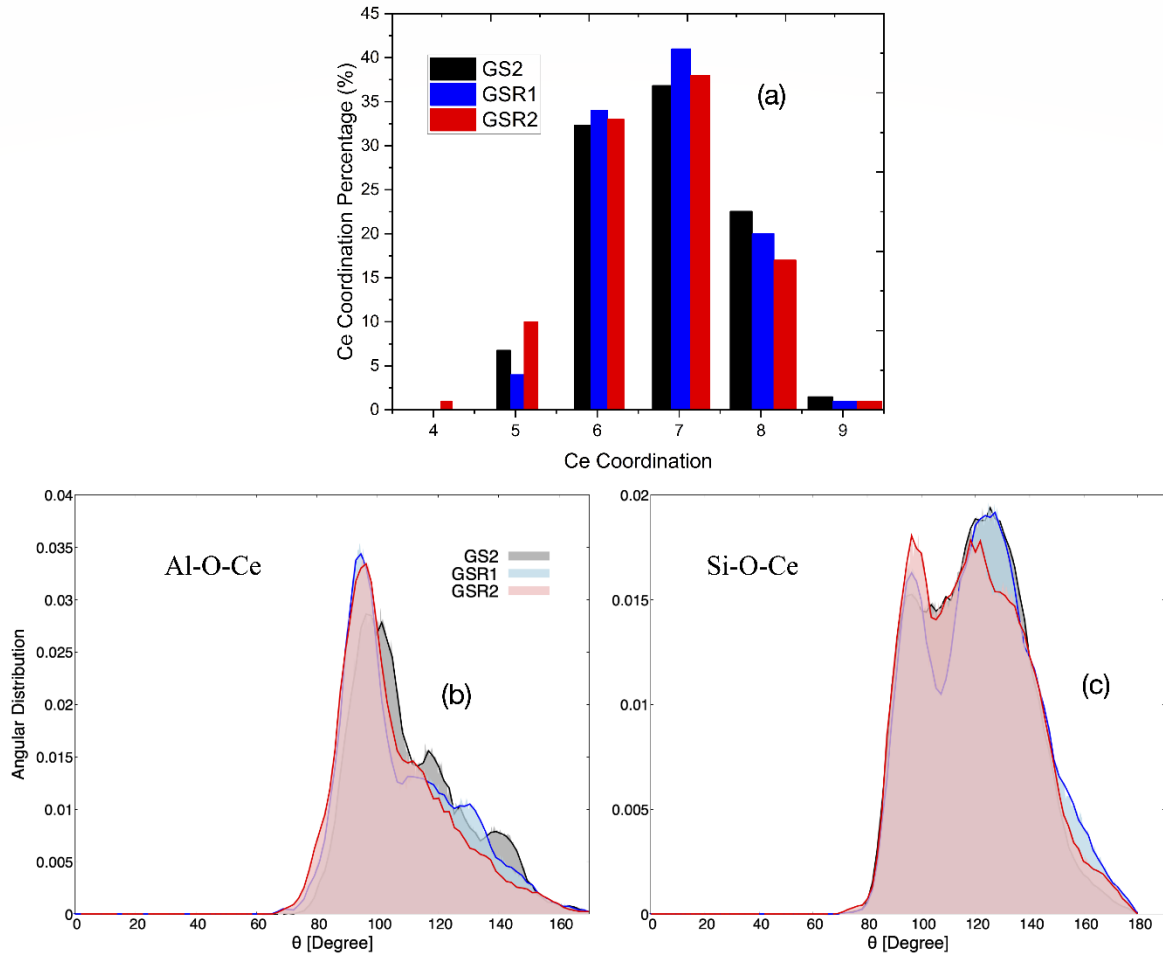 45
40
35
30
25
20
15
10
5
0
Ce Coordination Percentage (%)
GS2
GSR1
GSR2
(a)
4 5 6 7 8 9
Ce Coordination
0.04
0.035
0.03
0.025
0.02
0.015
0.01
0.005
0
Angular Distribution
Al-O-Ce
GS2
GSR1
GSR2
(b)
0 20 40 60 80 100 120 140 160
θ [Degree]
0.02
0.015
0.01
0.005
0
Si-O-Ce
(c)
0 20 40 60 80 100 120 140 160 180
θ [Degree]